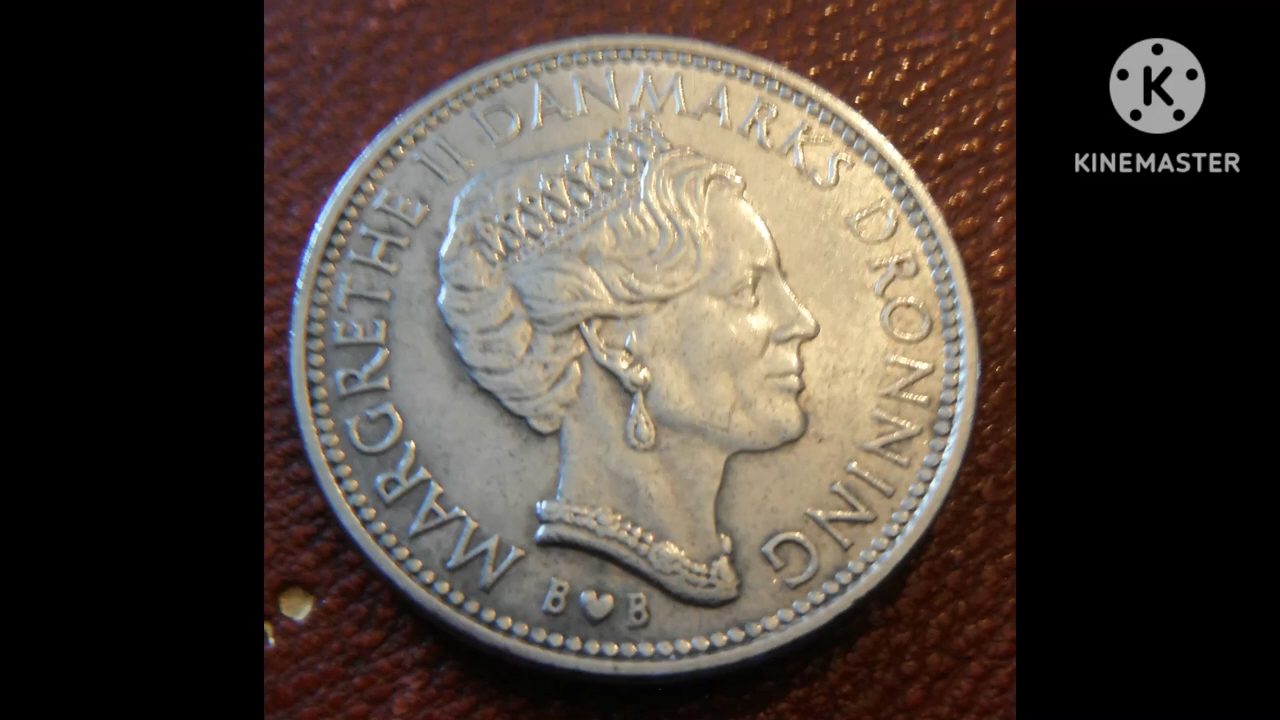 MARGRETHE II DANMARKS DRONNING
B♥B
K
KINEMASTER